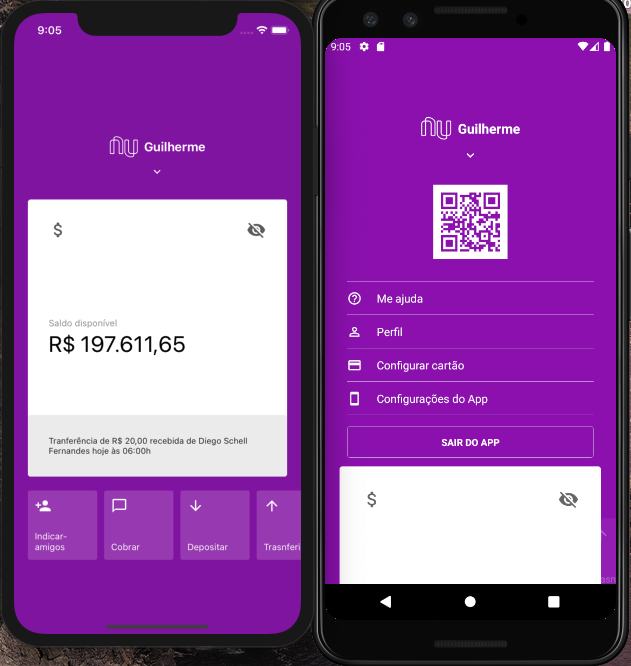 9:05
nu Guilherme
$
Saldo disponível
R$ 197.611,65
Tranferência de R$ 20,00 recebida de Diego Schell
Fernandes hoje às 06:00h
Indicar-
amigos
Cobrar
Depositar
Trasnferi
9:05
nu Guilherme
Me ajuda
Perfil
Configurar cartão
Configurações do App
SAIR DO APP
$
asn